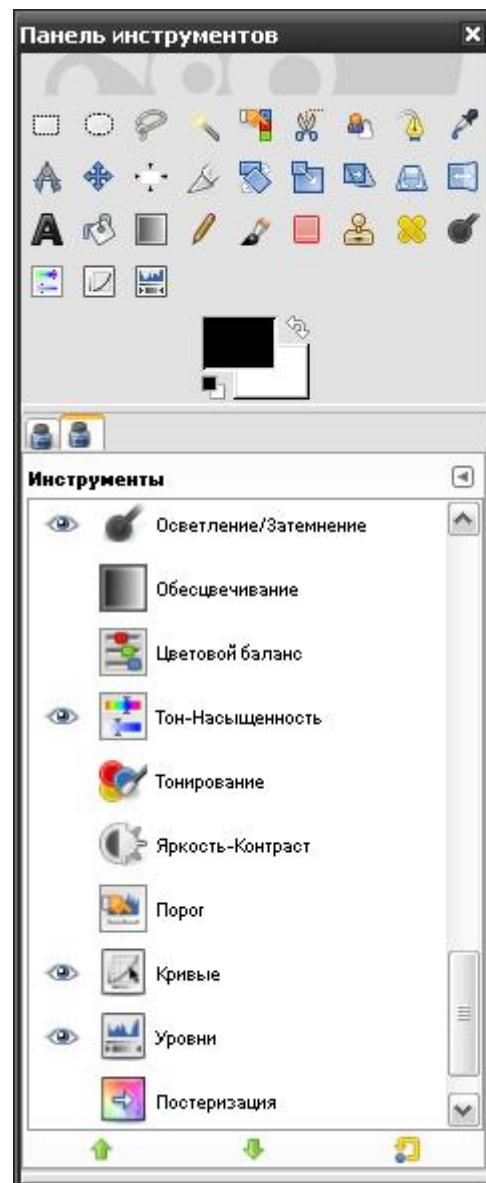 Панель инструментов
Инструменты
Осветление/Затемнение
Обесцвечивание
Цветовой баланс
Тон-Насыщенность
Тонирование
Яркость-Контраст
Порог
Кривые
Уровни
Постеризация